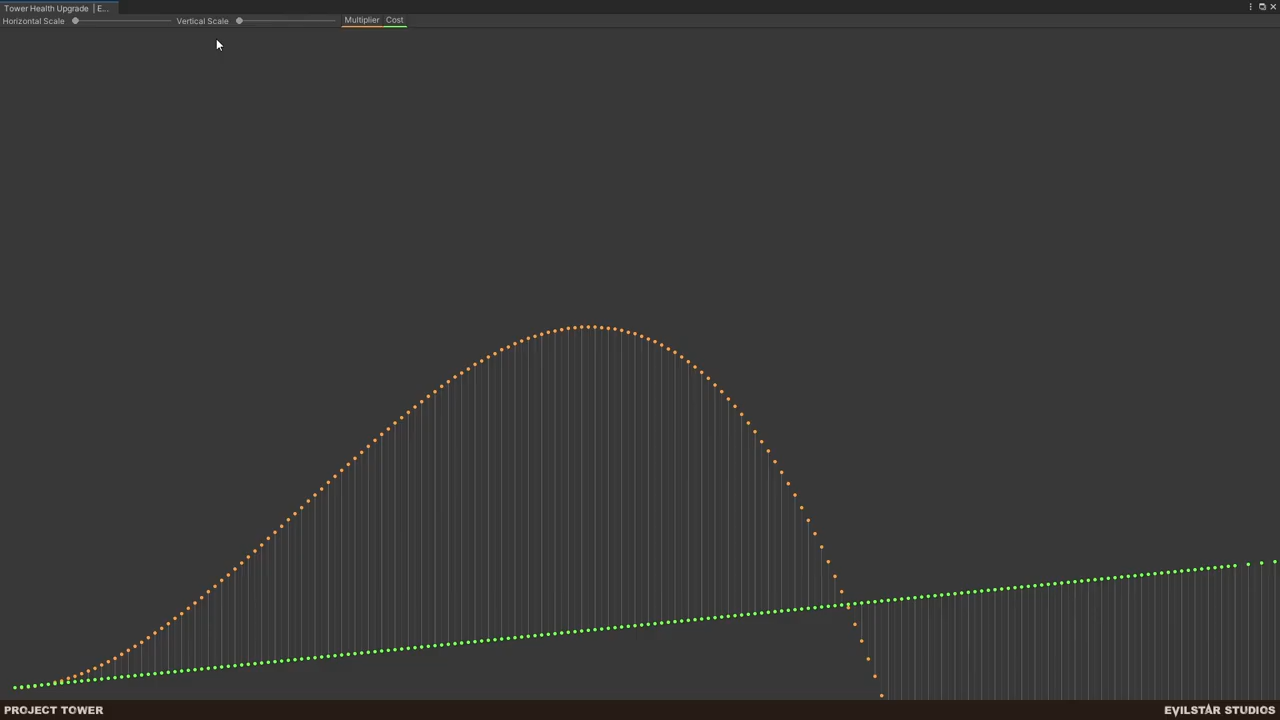 Tower Health Upgrade | E...
Horizontal Scale Vertical Scale Multiplier Cost
PROJECT TOWER EVILSTAR STUDIOS